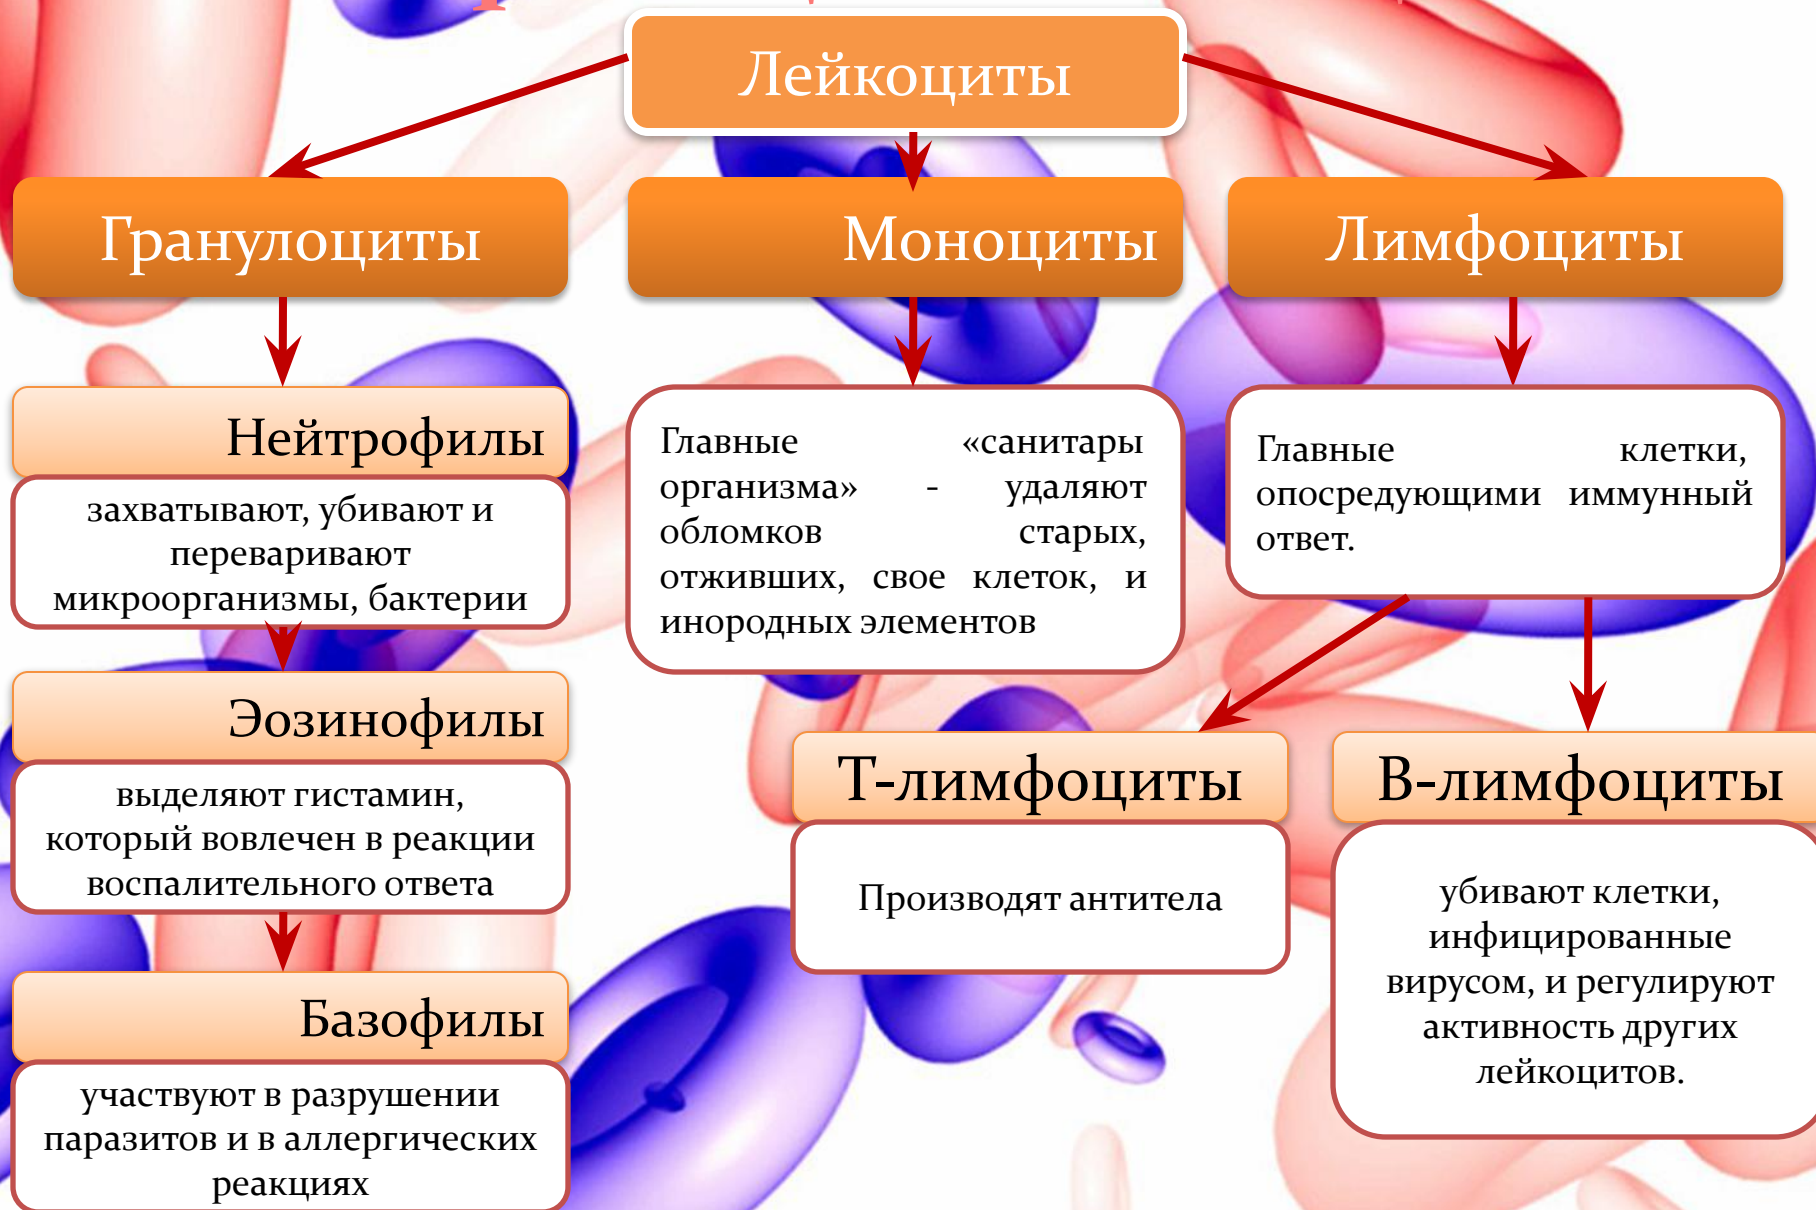 Лейкоциты
Гранулоциты
Моноциты
Лимфоциты
Нейтрофилы
захватывают, убивают и
переваривают
микроорганизмы, бактерии
Эозинофилы
выделяют гистамин,
который вовлечен в реакции
воспалительного ответа
Базофилы
участвуют в разрушении
паразитов и в аллергических
реакциях
Главные «санитары
организма» - удаляют
обломков старых,
отживших, свое клеток, и
инородных элементов
Главные клетки,
опосредующими иммунный
ответ.
Т-лимфоциты
Производят антитела
В-лимфоциты
убивают клетки,
инфицированные
вирусом, и регулируют
активность других
лейкоцитов.